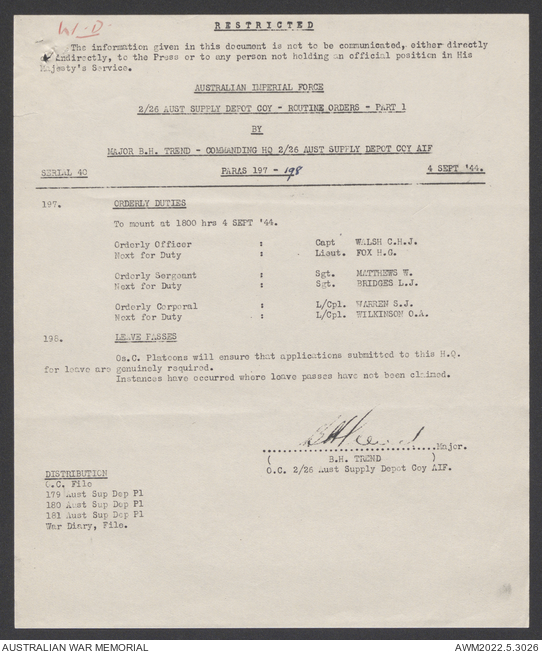 W.D.
RESTRICTED
The information given in this document is not to be communicated, either directly
or indirectly, to the Press or to any person not holding an official position in His
Majesty's Service.
AUSTRALIAN IMPERIAL FORCE
2/26 AUST SUPPLY DEPOT COY - ROUTINE ORDERS - PART 1
BY
MAJOR B.H. TREND - COMMANDING HQ 2/26 AUST SUPPLY DEPOT COY AIF
SERIAL 40 PARAS 197 - 198 4 SEPT '44.
197. ORDERLY DUTIES
To mount at 1800 hrs 4 SEPT '44.
Orderly Officer : Capt WALSH C.H.J.
Next for Duty : Lieut. FOX H.G.
Orderly Sergeant : Sgt. MATTHEWS W.
Next for Duty : Sgt. BRIDGES L.J.
Orderly Corporal : L/Cpl. WARREN S.J.
Next for Duty : L/Cpl. WILKINSON O.A.
198. LEAVE PASSES
Os.C. Platoons will ensure that applications submitted to this H.Q.
for leave are genuinely required.
Instances have occurred where leave passes have not been claimed.
BHTrend
..............................Major.
( B.H. TREND )
O.C. 2/26 Aust Supply Depot Coy AIF.
DISTRIBUTION
O.C. File
179 Aust Sup Dep Pl
180 Aust Sup Dep Pl
181 Aust Sup Dep Pl
War Diary, File.
AUSTRALIAN WAR MEMORIAL AWM2022.5.3026